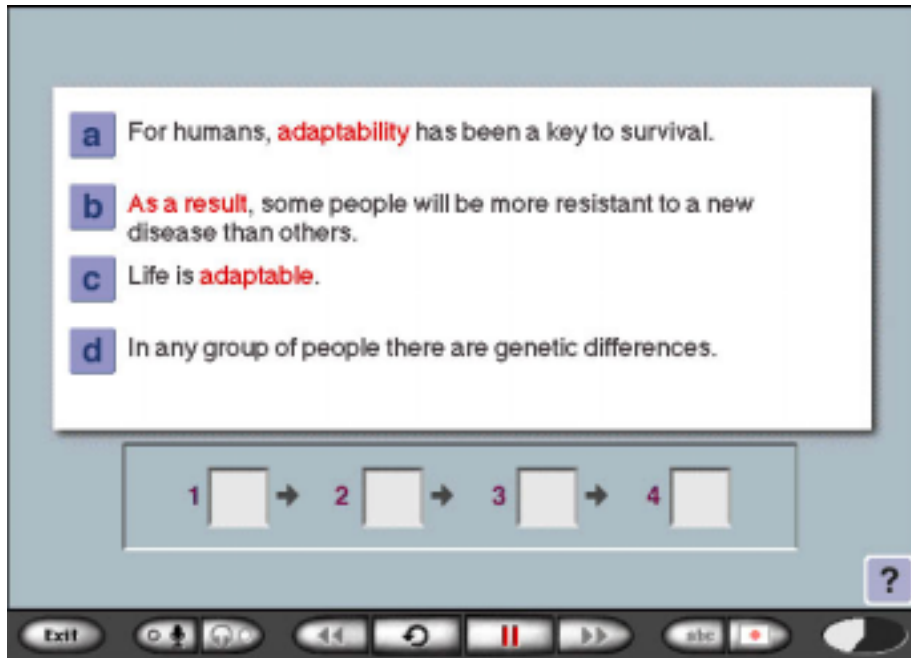 a For humans, adaptability has been a key to survival.
b As a result, some people will be more resistant to a new
disease than others.
c Life is adaptable.
d In any group of people there are genetic differences.
1 → 2 → 3 → 4
?
Exit abc